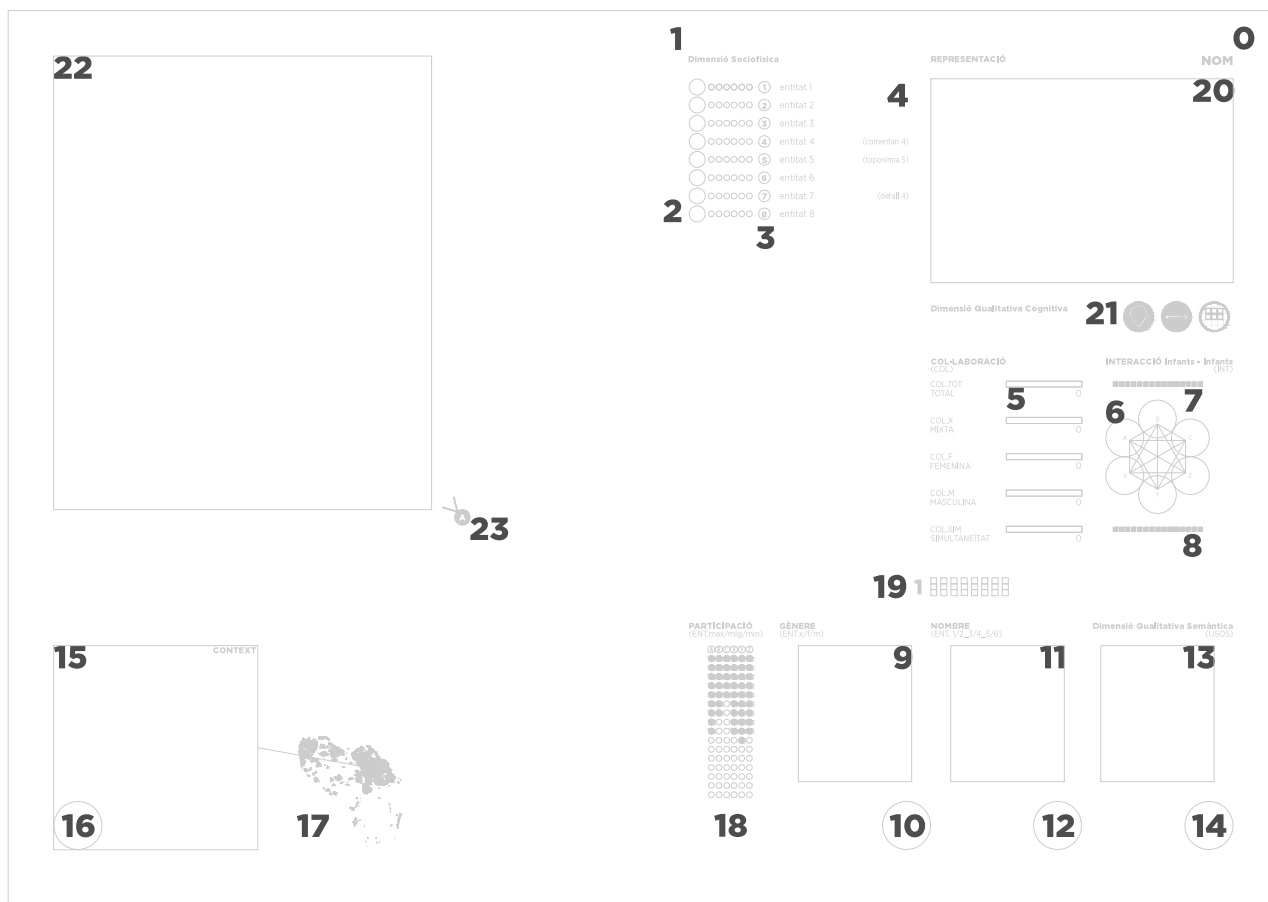 22
1
Dimensió Sociofísica
1 entitat 1
2 entitat 2
3 entitat 3
4 entitat 4 (comentari 4)
5 entitat 5 (toponímia 5)
6 entitat 6
7 entitat 7 (detall 4)
8 entitat 8
2
3
4
0
REPRESENTACIÓ
NOM
20
Dimensió Qualitativa Cognitiva
21
COL·LABORACIÓ
(COL)
COL.TOT
TOTAL
0
5
COL.X
MIXTA
0
COL.F
FEMENINA
0
COL.M
MASCULINA
0
COL.SIM
SIMULTANEÏTAT
0
INTERACCIÓ Infants - Infants
(INT)
7
6
B
A
C
X
Z
Y
8
23
A
19
1
15
CONTEXT
16
17
PARTICIPACIÓ
(ENT,max/mig/min)
A B C X Y Z
18
GÈNERE
(ENT,x/f/m)
9
10
NOMBRE
(ENT, 1/2_3/4_5/6)
11
12
Dimensió Qualitativa Semàntica
(USOS)
13
14